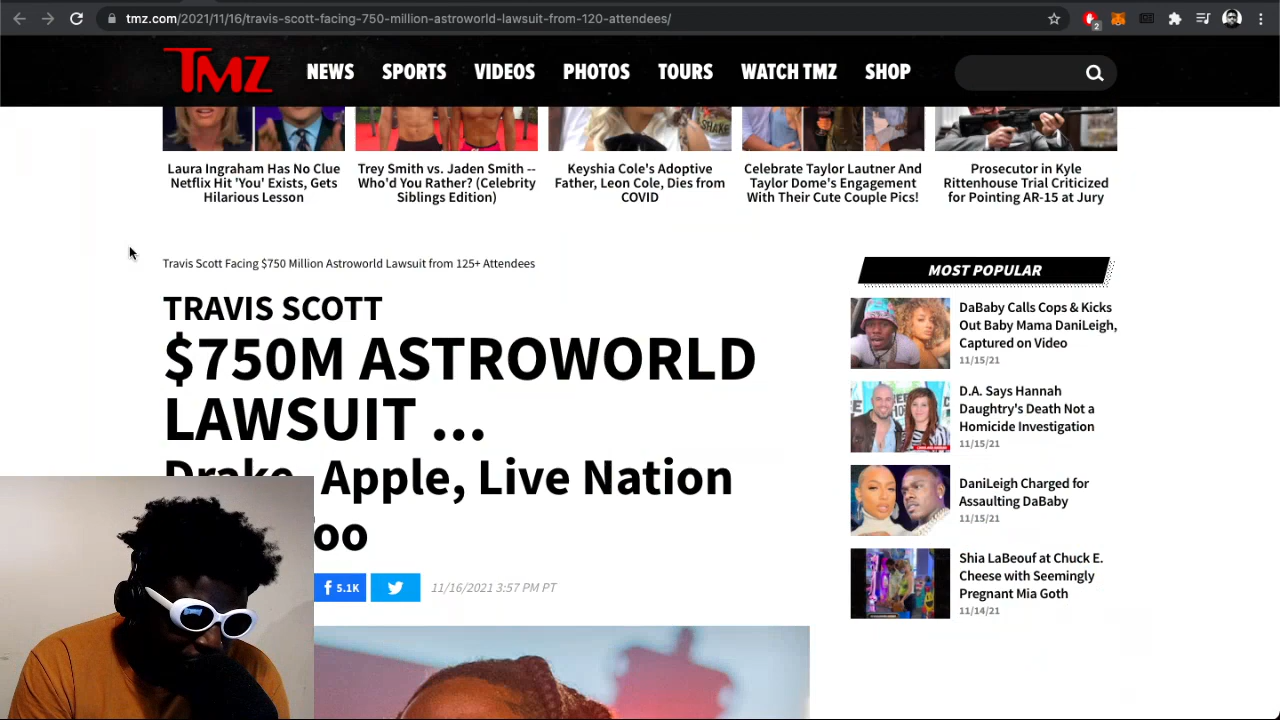 tmz.com/2021/11/16/travis-scott-facing-750-million-astroworld-lawsuit-from-120-attendees/
2
TMZ
NEWS SPORTS VIDEOS PHOTOS TOURS WATCH TMZ SHOP
SHAKE
Laura Ingraham Has No Clue
Netflix Hit 'You' Exists, Gets
Hilarious Lesson
Trey Smith vs. Jaden Smith --
Who'd You Rather? (Celebrity
Siblings Edition)
Keyshia Cole's Adoptive
Father, Leon Cole, Dies from
COVID
Celebrate Taylor Lautner And
Taylor Dome's Engagement
With Their Cute Couple Pics!
Prosecutor in Kyle
Rittenhouse Trial Criticized
for Pointing AR-15 at Jury
Travis Scott Facing $750 Million Astroworld Lawsuit from 125+ Attendees
TRAVIS SCOTT
$750M ASTROWORLD
LAWSUIT ...
Drake, Apple, Live Nation
oo
5.1K
11/16/2021 3:57 PM PT
MOST POPULAR
DaBaby Calls Cops & Kicks
Out Baby Mama DaniLeigh,
Captured on Video
11/15/21
D.A. Says Hannah
Daughtry's Death Not a
Homicide Investigation
11/15/21
DaniLeigh Charged for
Assaulting DaBaby
11/15/21
Shia LaBeouf at Chuck E.
Cheese with Seemingly
Pregnant Mia Goth
11/14/21